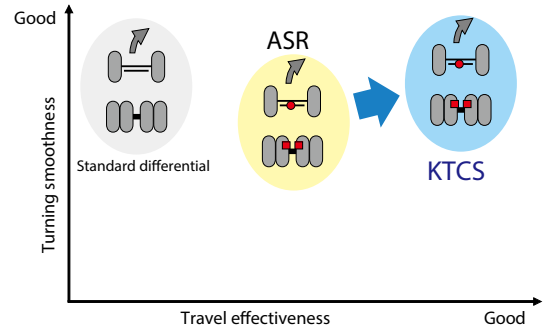 Good
ASR
Turning smoothness
Standard differential
KTCS
Travel effectiveness
Good